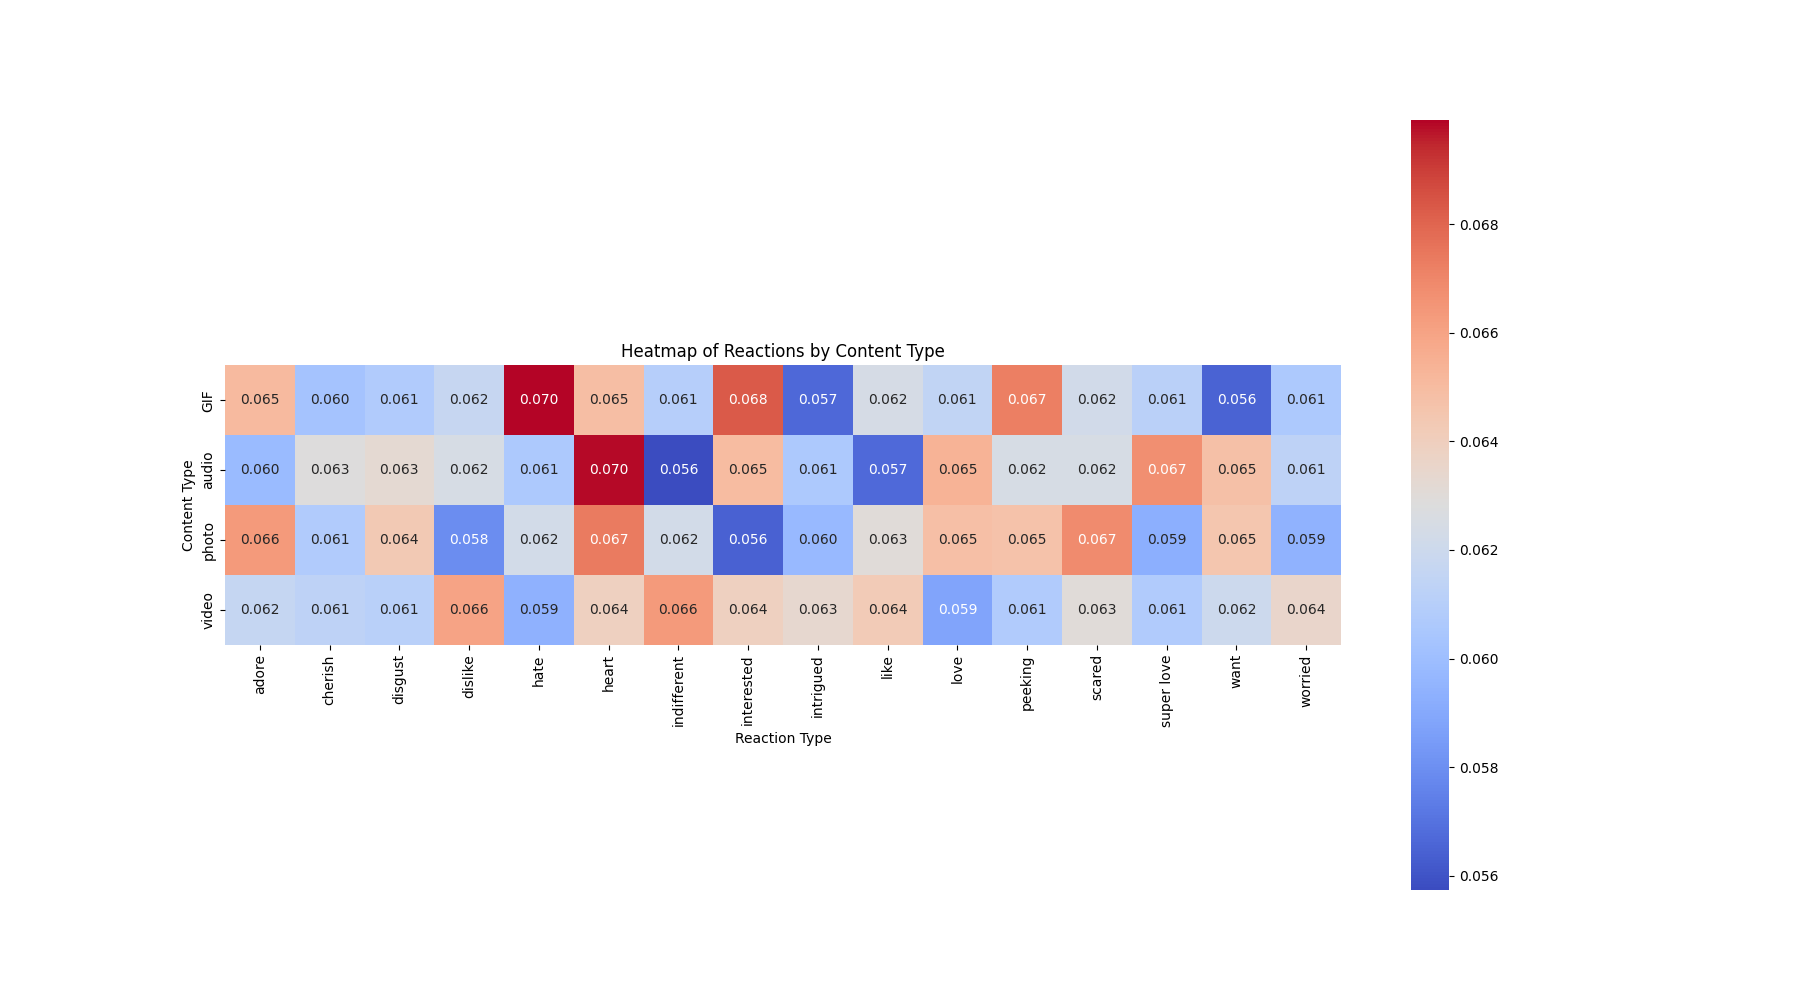 Heatmap of Reactions by Content Type
Content Type
GIF 0.065 0.060 0.061 0.062 0.070 0.065 0.061 0.068 0.057 0.062 0.061 0.067 0.062 0.061 0.056 0.061
audio 0.060 0.063 0.063 0.062 0.061 0.070 0.056 0.065 0.061 0.057 0.065 0.062 0.062 0.067 0.065 0.061
photo 0.066 0.061 0.064 0.058 0.062 0.067 0.062 0.056 0.060 0.063 0.065 0.065 0.067 0.059 0.065 0.059
video 0.062 0.061 0.061 0.066 0.059 0.064 0.066 0.064 0.063 0.064 0.059 0.061 0.063 0.061 0.062 0.064
adore cherish disgust dislike hate heart indifferent interested intrigued like love peeking scared super love want worried
Reaction Type
0.068
0.066
0.064
0.062
0.060
0.058
0.056